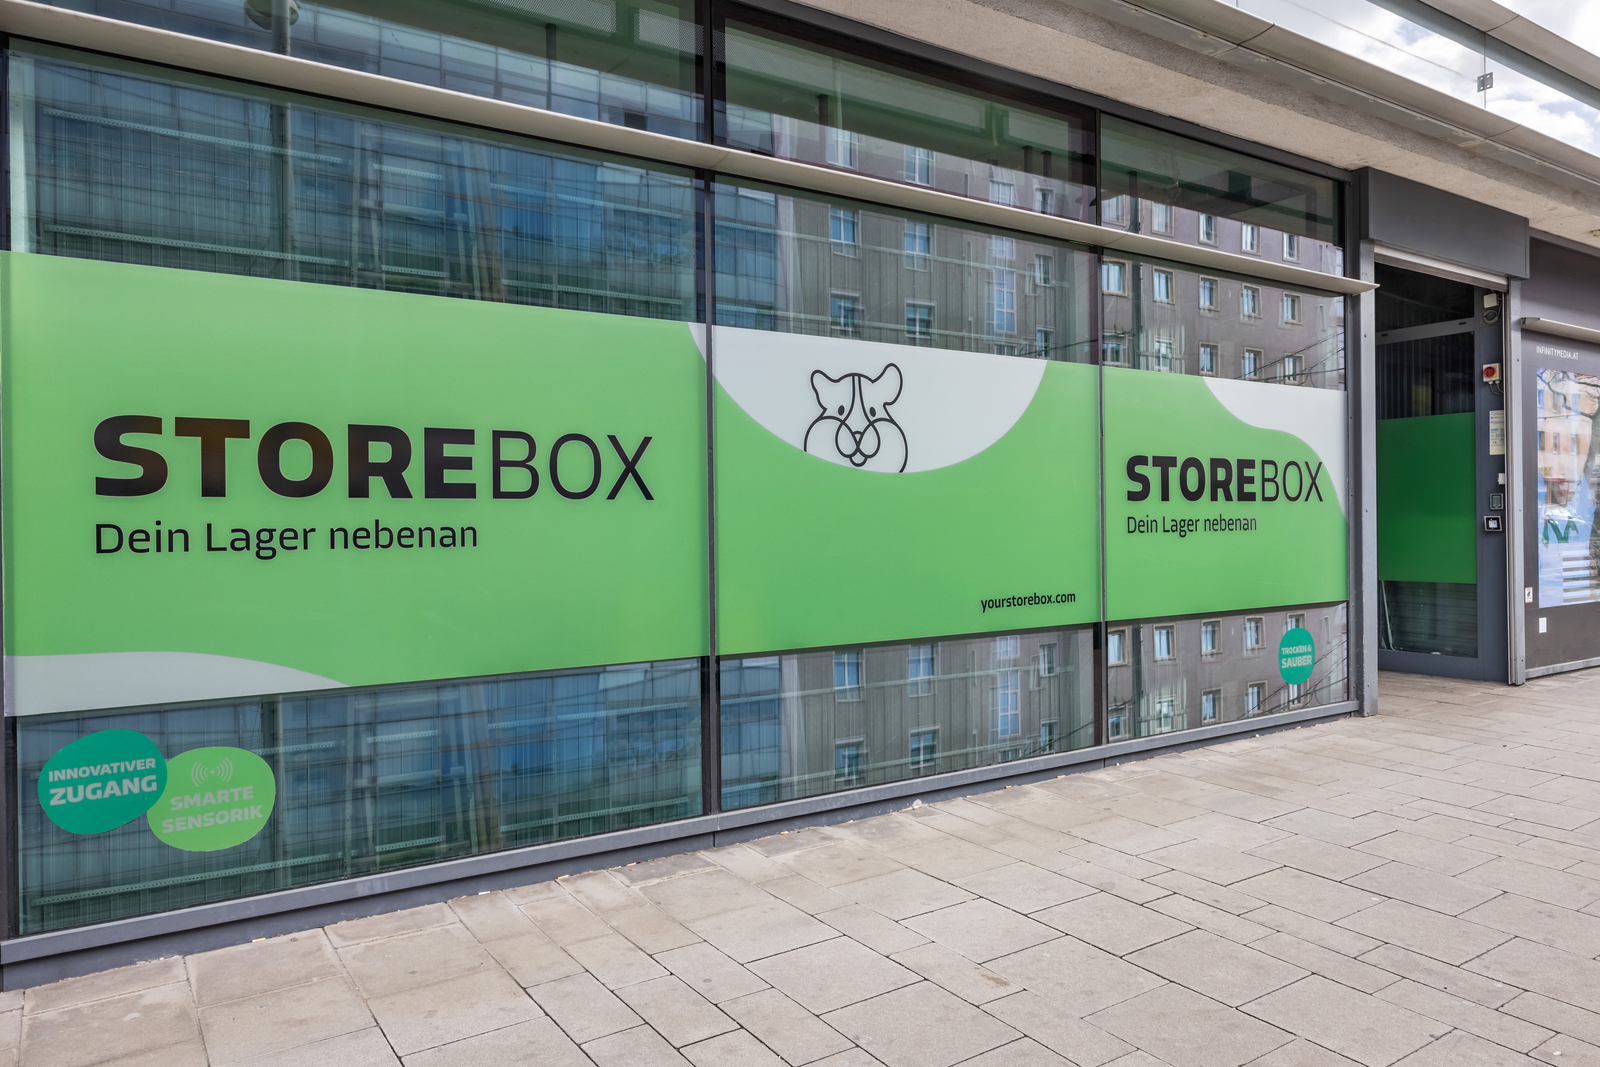 STOREBOX
Dein Lager nebenan
INNOVATIVER
ZUGANG
SMARTE
SENSORIK
yourstorebox.com
STOREBOX
Dein Lager nebenan
TROCKEN &
SAUBER
INFINITYMEDIA.AT